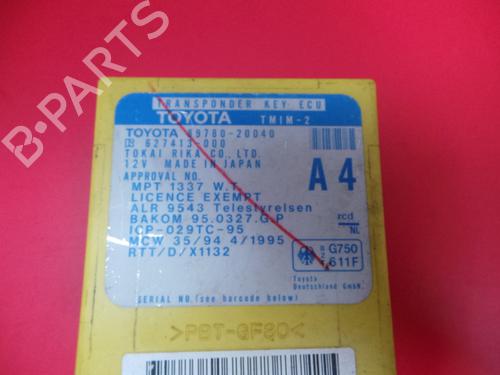 TRANSPONDER KEY ECU
TOYOTA TMIM-2
TOYOTA 89780-20040
627413-000
TOKAI RIKA CO., LTD.
12V MADE IN JAPAN
A4
APPROVAL NO.
MPT 1337 W.T.
LICENCE EXEMPT
ALR 9543 Telestyrelsen
BAKOM 95.0327.G.P
ICP-029TC-95
MCW 35/94 4/1995
RTT/D/X1132
rcd
NL
G750
611F
Toyota
Deutschland GmbH.
SERIAL NO.(see barcode below)
>PBT-GF30<
B-PARTS